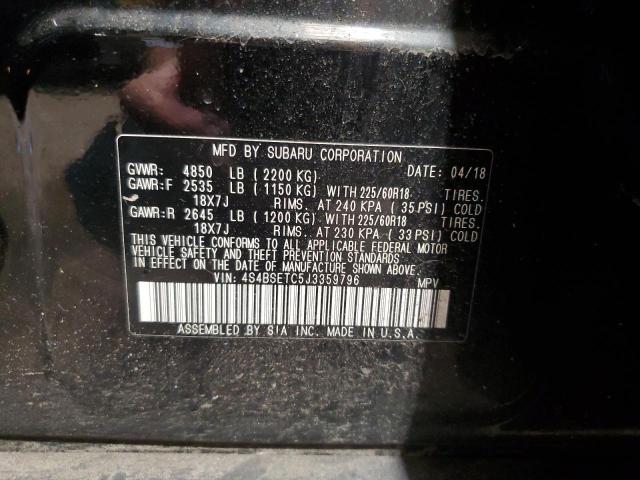 MFD BY SUBARU CORPORATION DATE: 04/18
GVWR: 4850 LB (2200 KG)
GAWR:F 2535 LB (1150 KG) WITH 225/60R18 TIRES.
18X7J RIMS. AT 240 KPA (35 PSI) COLD
GAWR:R 2645 LB (1200 KG) WITH 225/60R18 TIRES.
18X7J RIMS. AT 230 KPA (33 PSI) COLD
THIS VEHICLE CONFORMS TO ALL APPLICABLE FEDERAL MOTOR
VEHICLE SAFETY AND THEFT PREVENTION STANDARDS
IN EFFECT ON THE DATE OF MANUFACTURE SHOWN ABOVE.
VIN: 4S4BSETC5J3359796 MPV
ASSEMBLED BY SIA INC. MADE IN U.S.A.